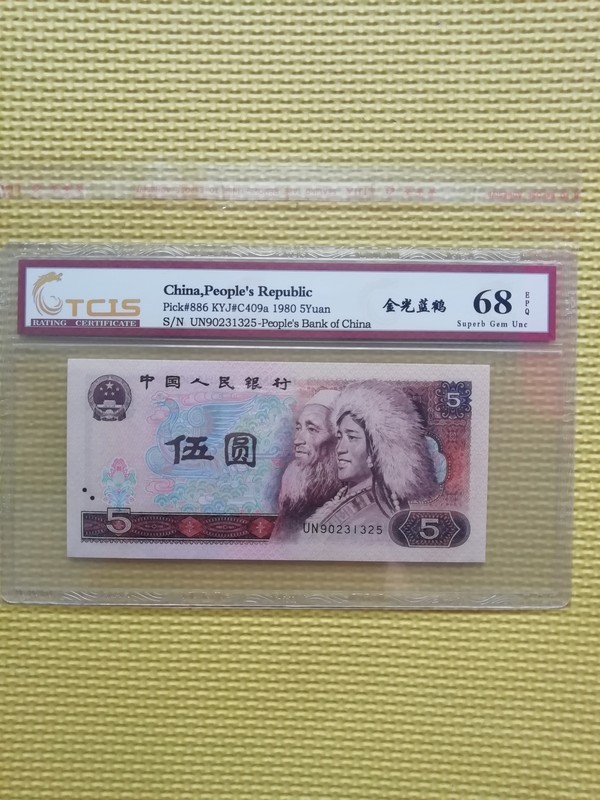 TCIS
RATING CERTIFICATE
China,People's Republic
Pick#886 KYJ#C409a 1980 5Yuan
S/N UN90231325-People's Bank of China
金光蓝鹤
68
EPQ
Superb Gem Unc
中国人民银行
5
伍圆
5
UN90231325
5